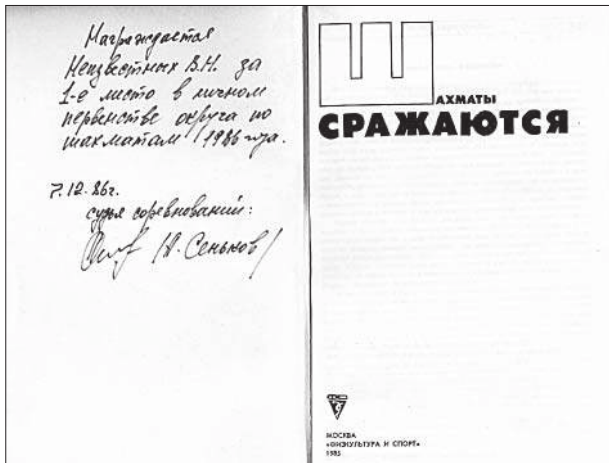 Награждается
Неизвестных В.Н. за
1-е место в личном
первенстве округа по
шахматам 1986 года.
7.12.86г.
судья соревнований:
/А. Сеньков/
ШАХМАТЫ
СРАЖАЮТСЯ
МОСКВА
«ФИЗКУЛЬТУРА И СПОРТ»
1985